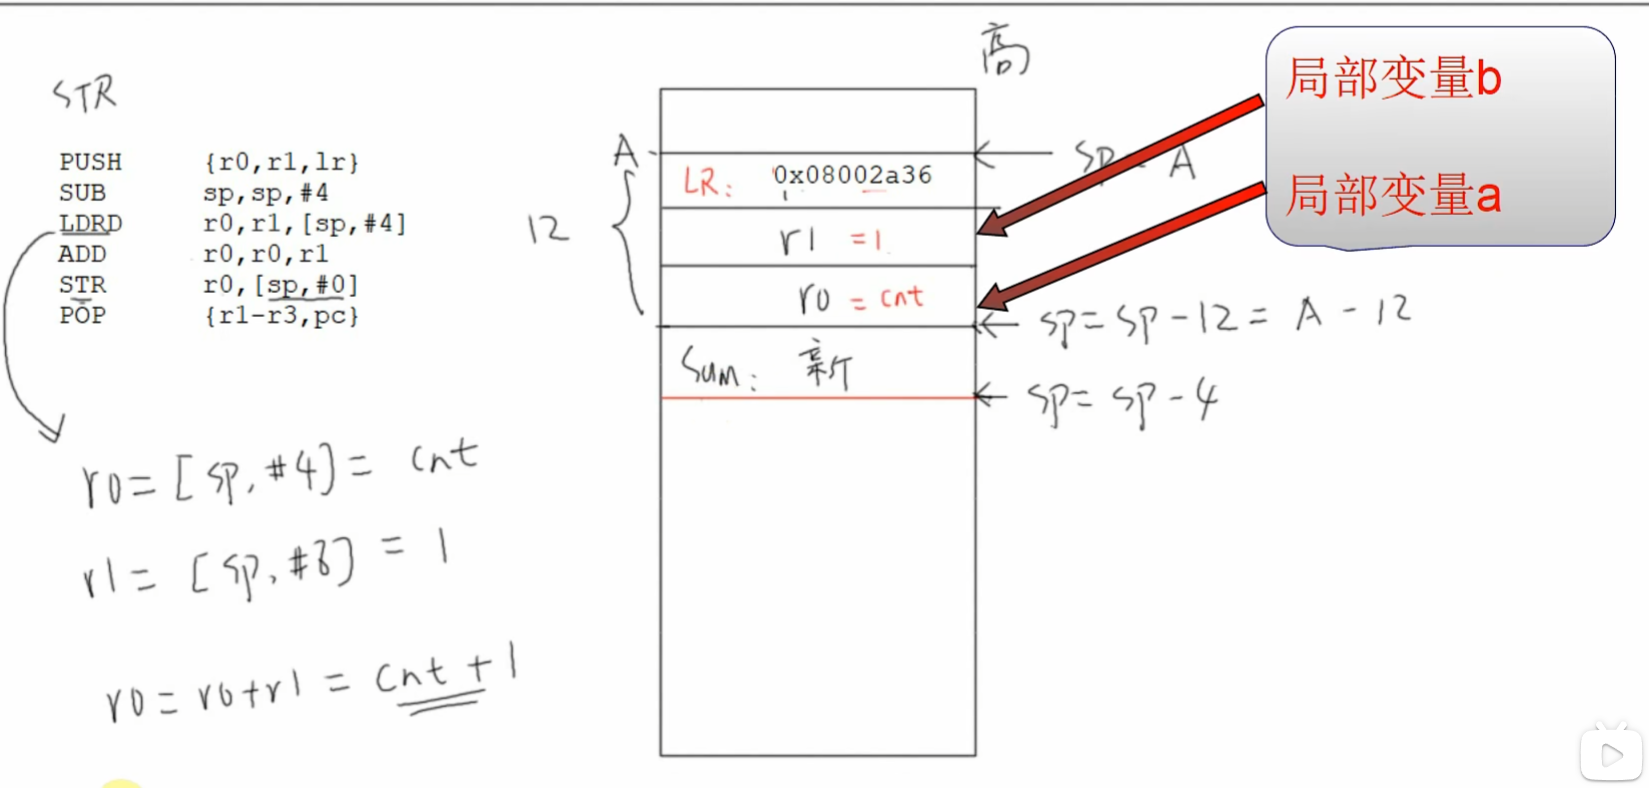 高
局部变量b
局部变量a
STR
PUSH {r0,r1,lr}
SUB sp,sp,#4
LDRD r0,r1,[sp,#4]
ADD r0,r0,r1
STR r0,[sp,#0]
POP {r1-r3,pc}
A
SP = A
LR: 0x08002a36
12
r1 =1
r0 = cnt
SP= SP-12= A-12
Sum: 新
SP= SP-4
r0= [SP, #4]= cnt
r1= [SP, #8] = 1
r0= r0+r1 = cnt+1